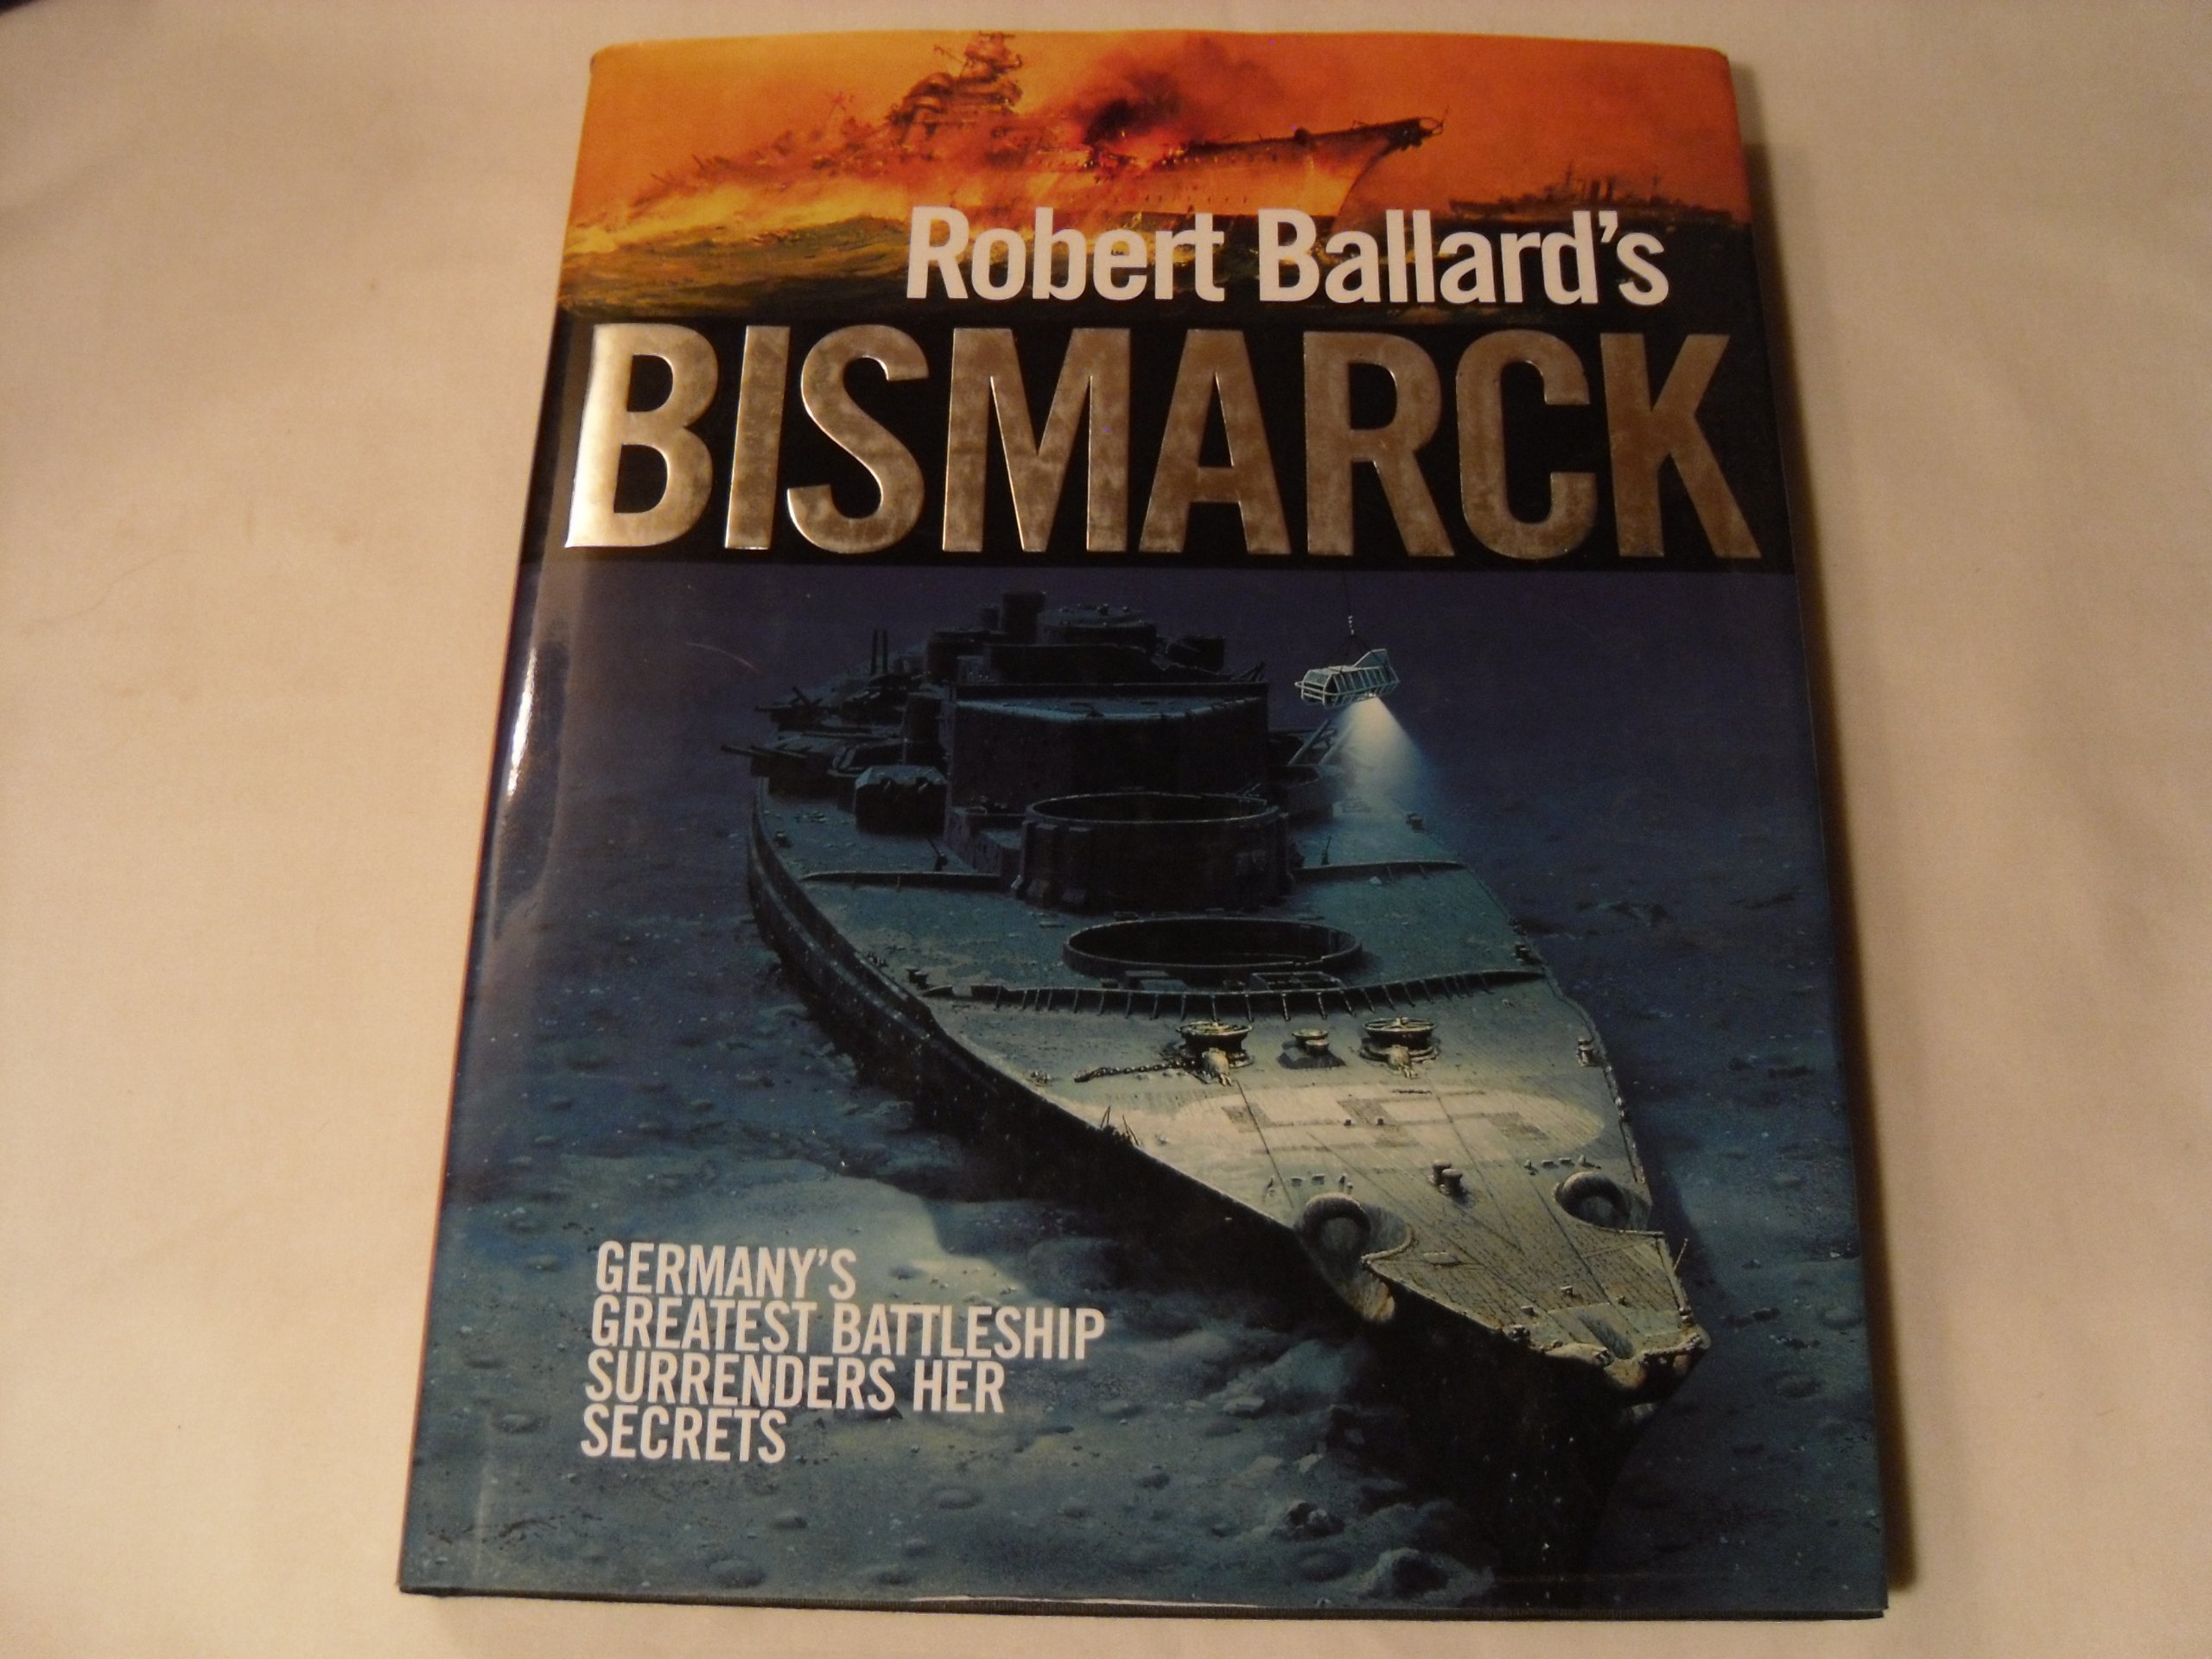 Robert Ballard's
BISMARCK
GERMANY'S
GREATEST BATTLESHIP
SURRENDERS HER
SECRETS